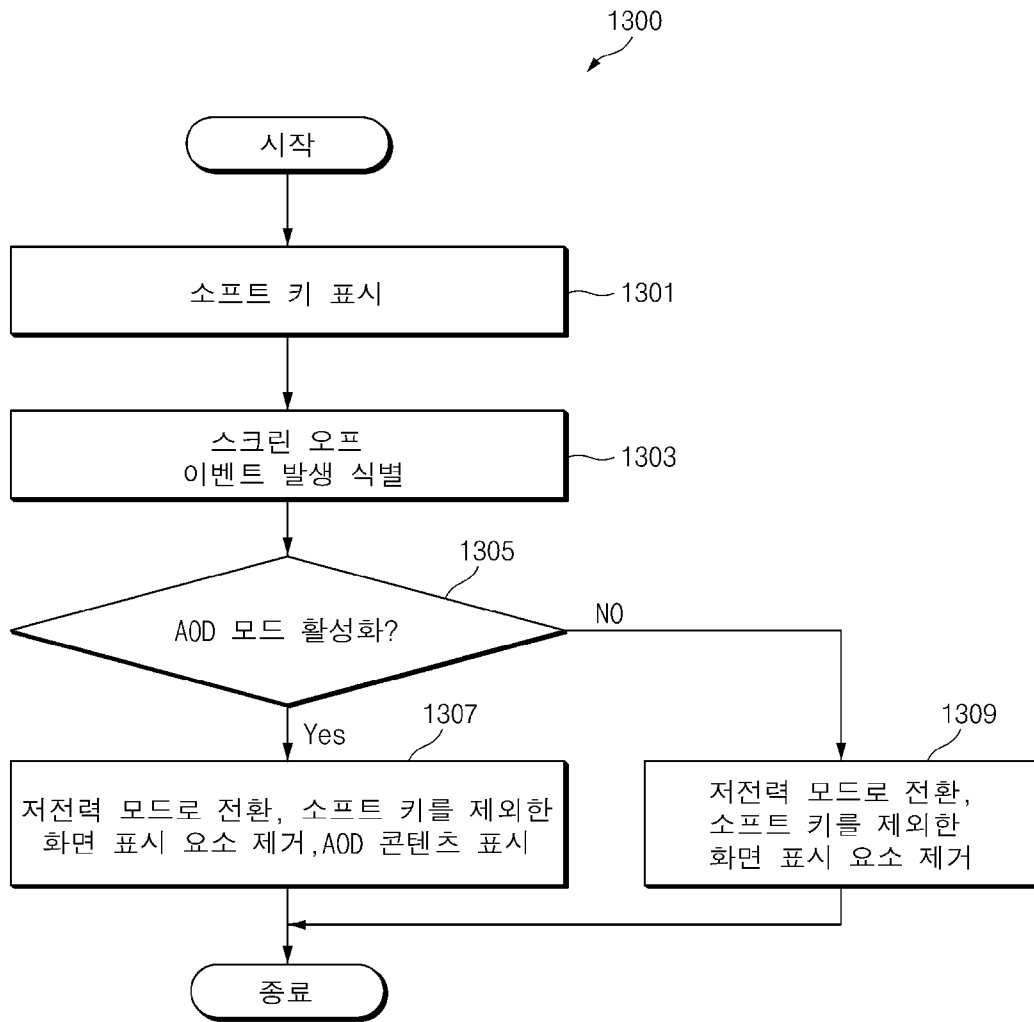 1300
시작
소프트 키 표시
1301
스크린 오프
이벤트 발생 식별
1303
1305
AOD 모드 활성화?
NO
Yes
1307
1309
저전력 모드로 전환, 소프트 키를 제외한
화면 표시 요소 제거,AOD 콘텐츠 표시
저전력 모드로 전환,
소프트 키를 제외한
화면 표시 요소 제거
종료